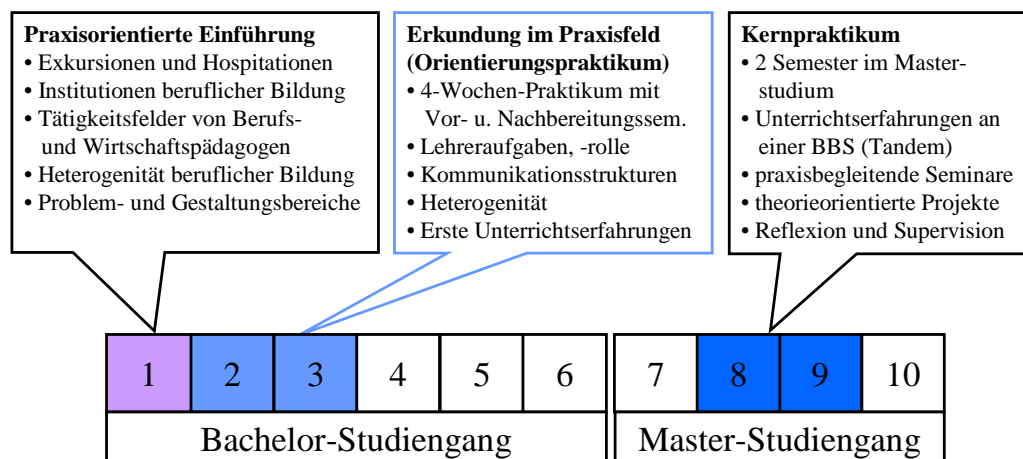 Praxisorientierte Einführung
• Exkursionen und Hospitationen
• Institutionen beruflicher Bildung
• Tätigkeitsfelder von Berufs-
und Wirtschaftspädagogen
• Heterogenität beruflicher Bildung
• Problem- und Gestaltungsbereiche
Erkundung im Praxisfeld
(Orientierungspraktikum)
• 4-Wochen-Praktikum mit
Vor- u. Nachbereitungssem.
• Lehreraufgaben, -rolle
• Kommunikationsstrukturen
• Heterogenität
• Erste Unterrichtserfahrungen
Kernpraktikum
• 2 Semester im Master-
studium
• Unterrichtserfahrungen an
einer BBS (Tandem)
• praxisbegleitende Seminare
• theorieorientierte Projekte
• Reflexion und Supervision
1 2 3 4 5 6 7 8 9 10
Bachelor-Studiengang Master-Studiengang